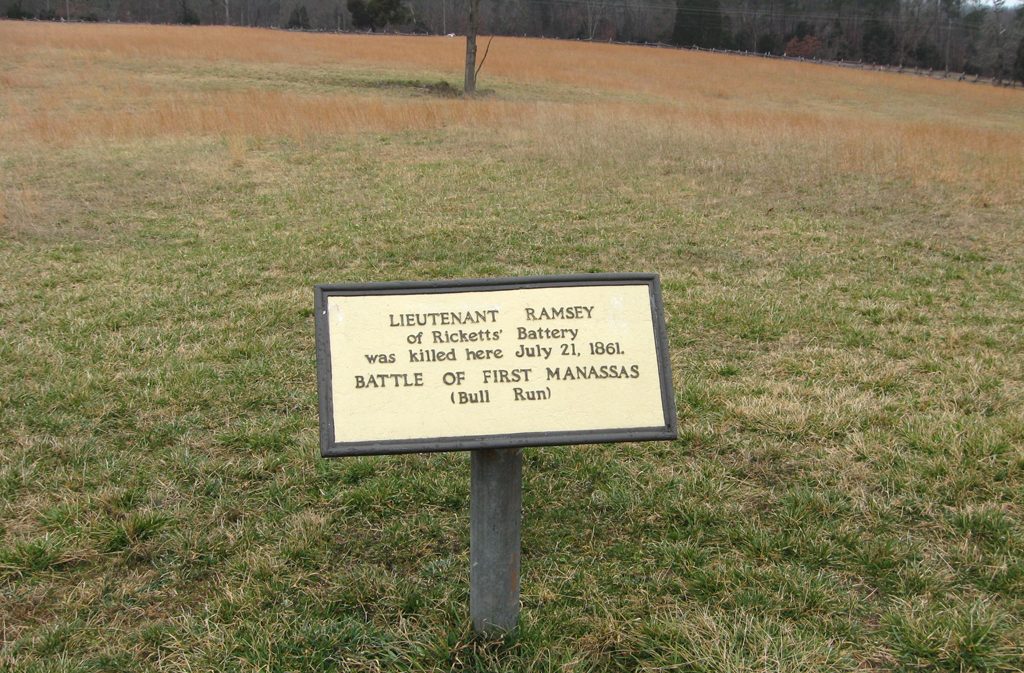 LIEUTENANT RAMSEY
of Ricketts' Battery
was killed here July 21, 1861.
BATTLE OF FIRST MANASSAS
(Bull Run)